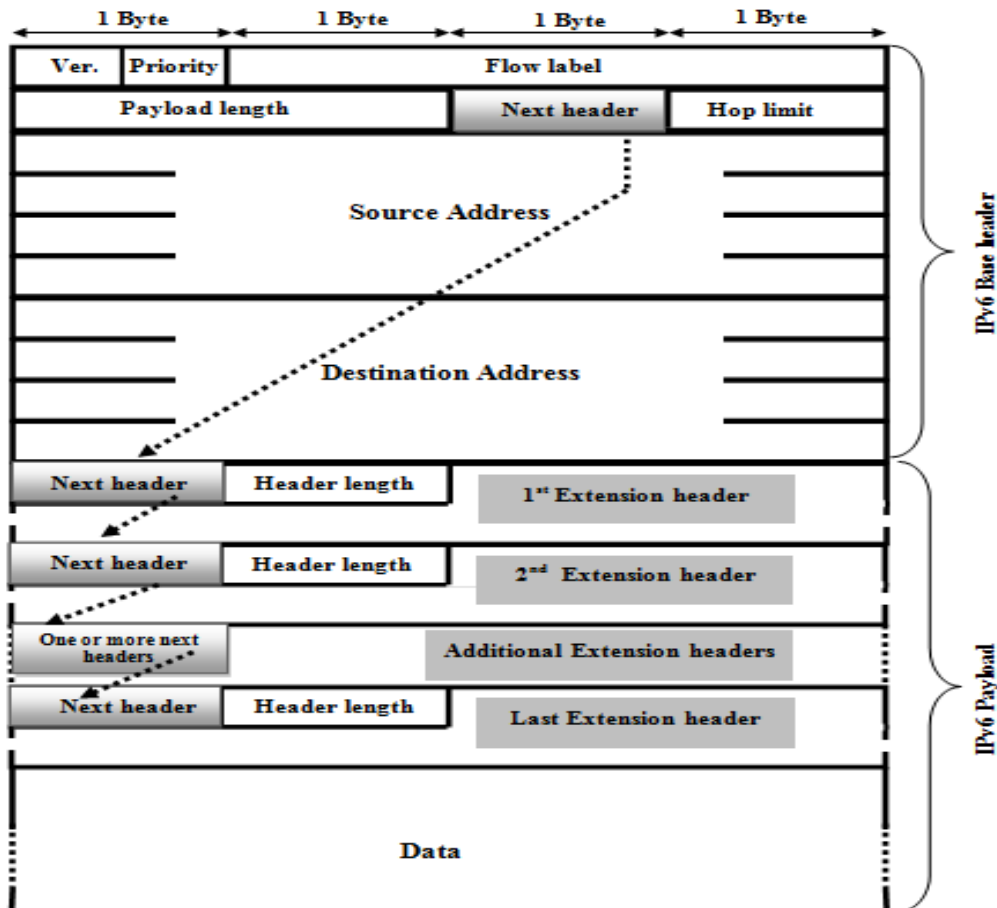 1 Byte 1 Byte 1 Byte 1 Byte
Ver. Priority Flow label
Payload length Next header Hop limit
Source Address
Destination Address
IPv6 Base header
Next header Header length 1st Extension header
Next header Header length 2nd Extension header
One or more next
headers
Additional Extension headers
Next header Header length Last Extension header
Data
IPv6 Payload